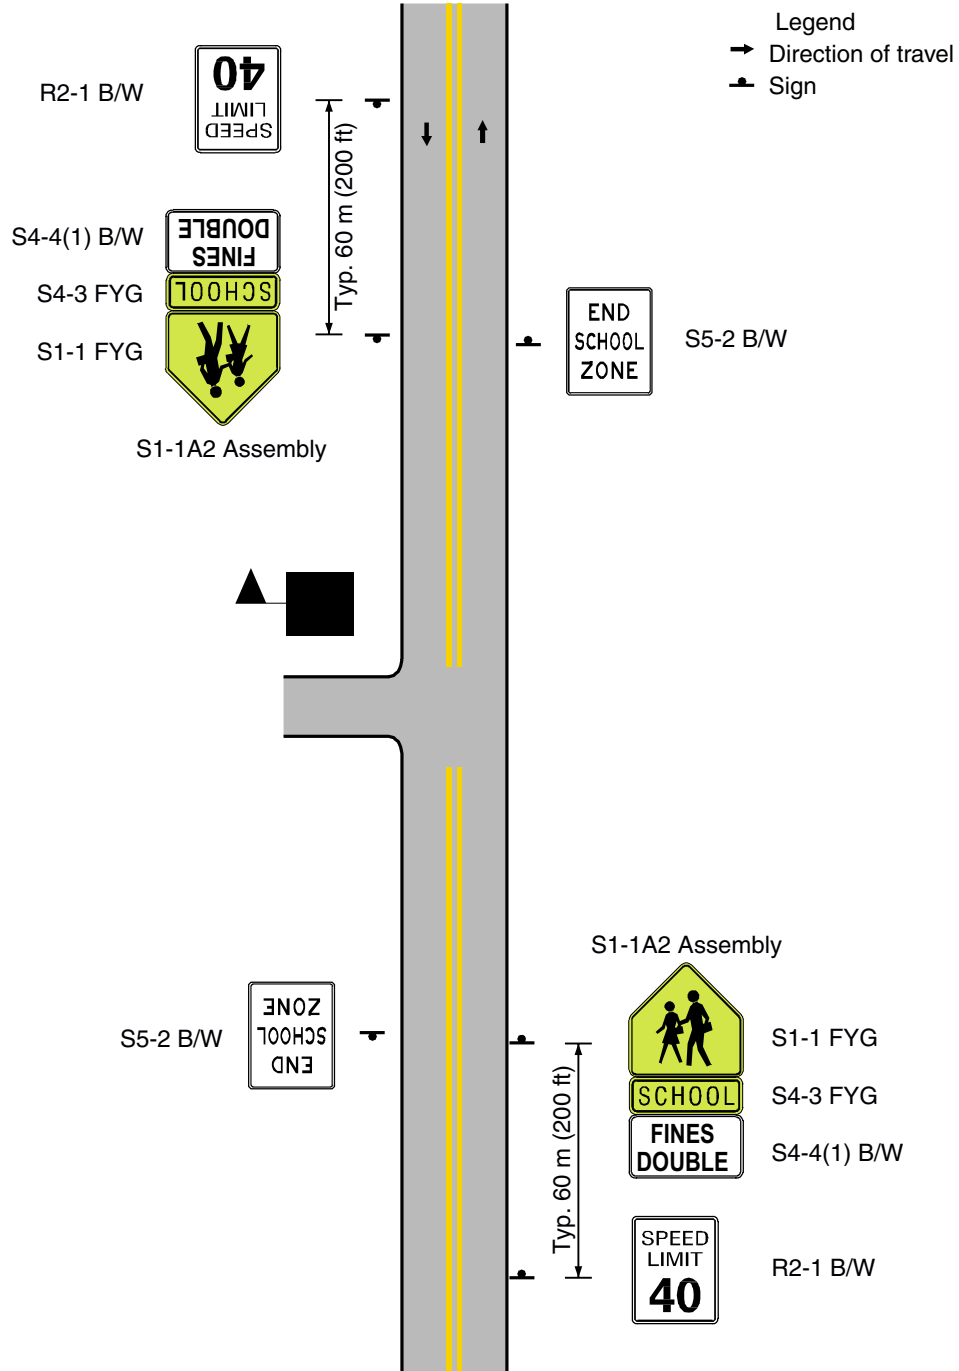 Legend
Direction of travel
Sign
R2-1 B/W
SPEED
LIMIT
40
Typ. 60 m (200 ft)
S4-4(1) B/W
FINES
DOUBLE
S4-3 FYG
SCHOOL
S1-1 FYG
S1-1A2 Assembly
END
SCHOOL
ZONE
S5-2 B/W
S5-2 B/W
END
SCHOOL
ZONE
S1-1A2 Assembly
S1-1 FYG
SCHOOL
S4-3 FYG
FINES
DOUBLE
S4-4(1) B/W
Typ. 60 m (200 ft)
SPEED
LIMIT
40
R2-1 B/W